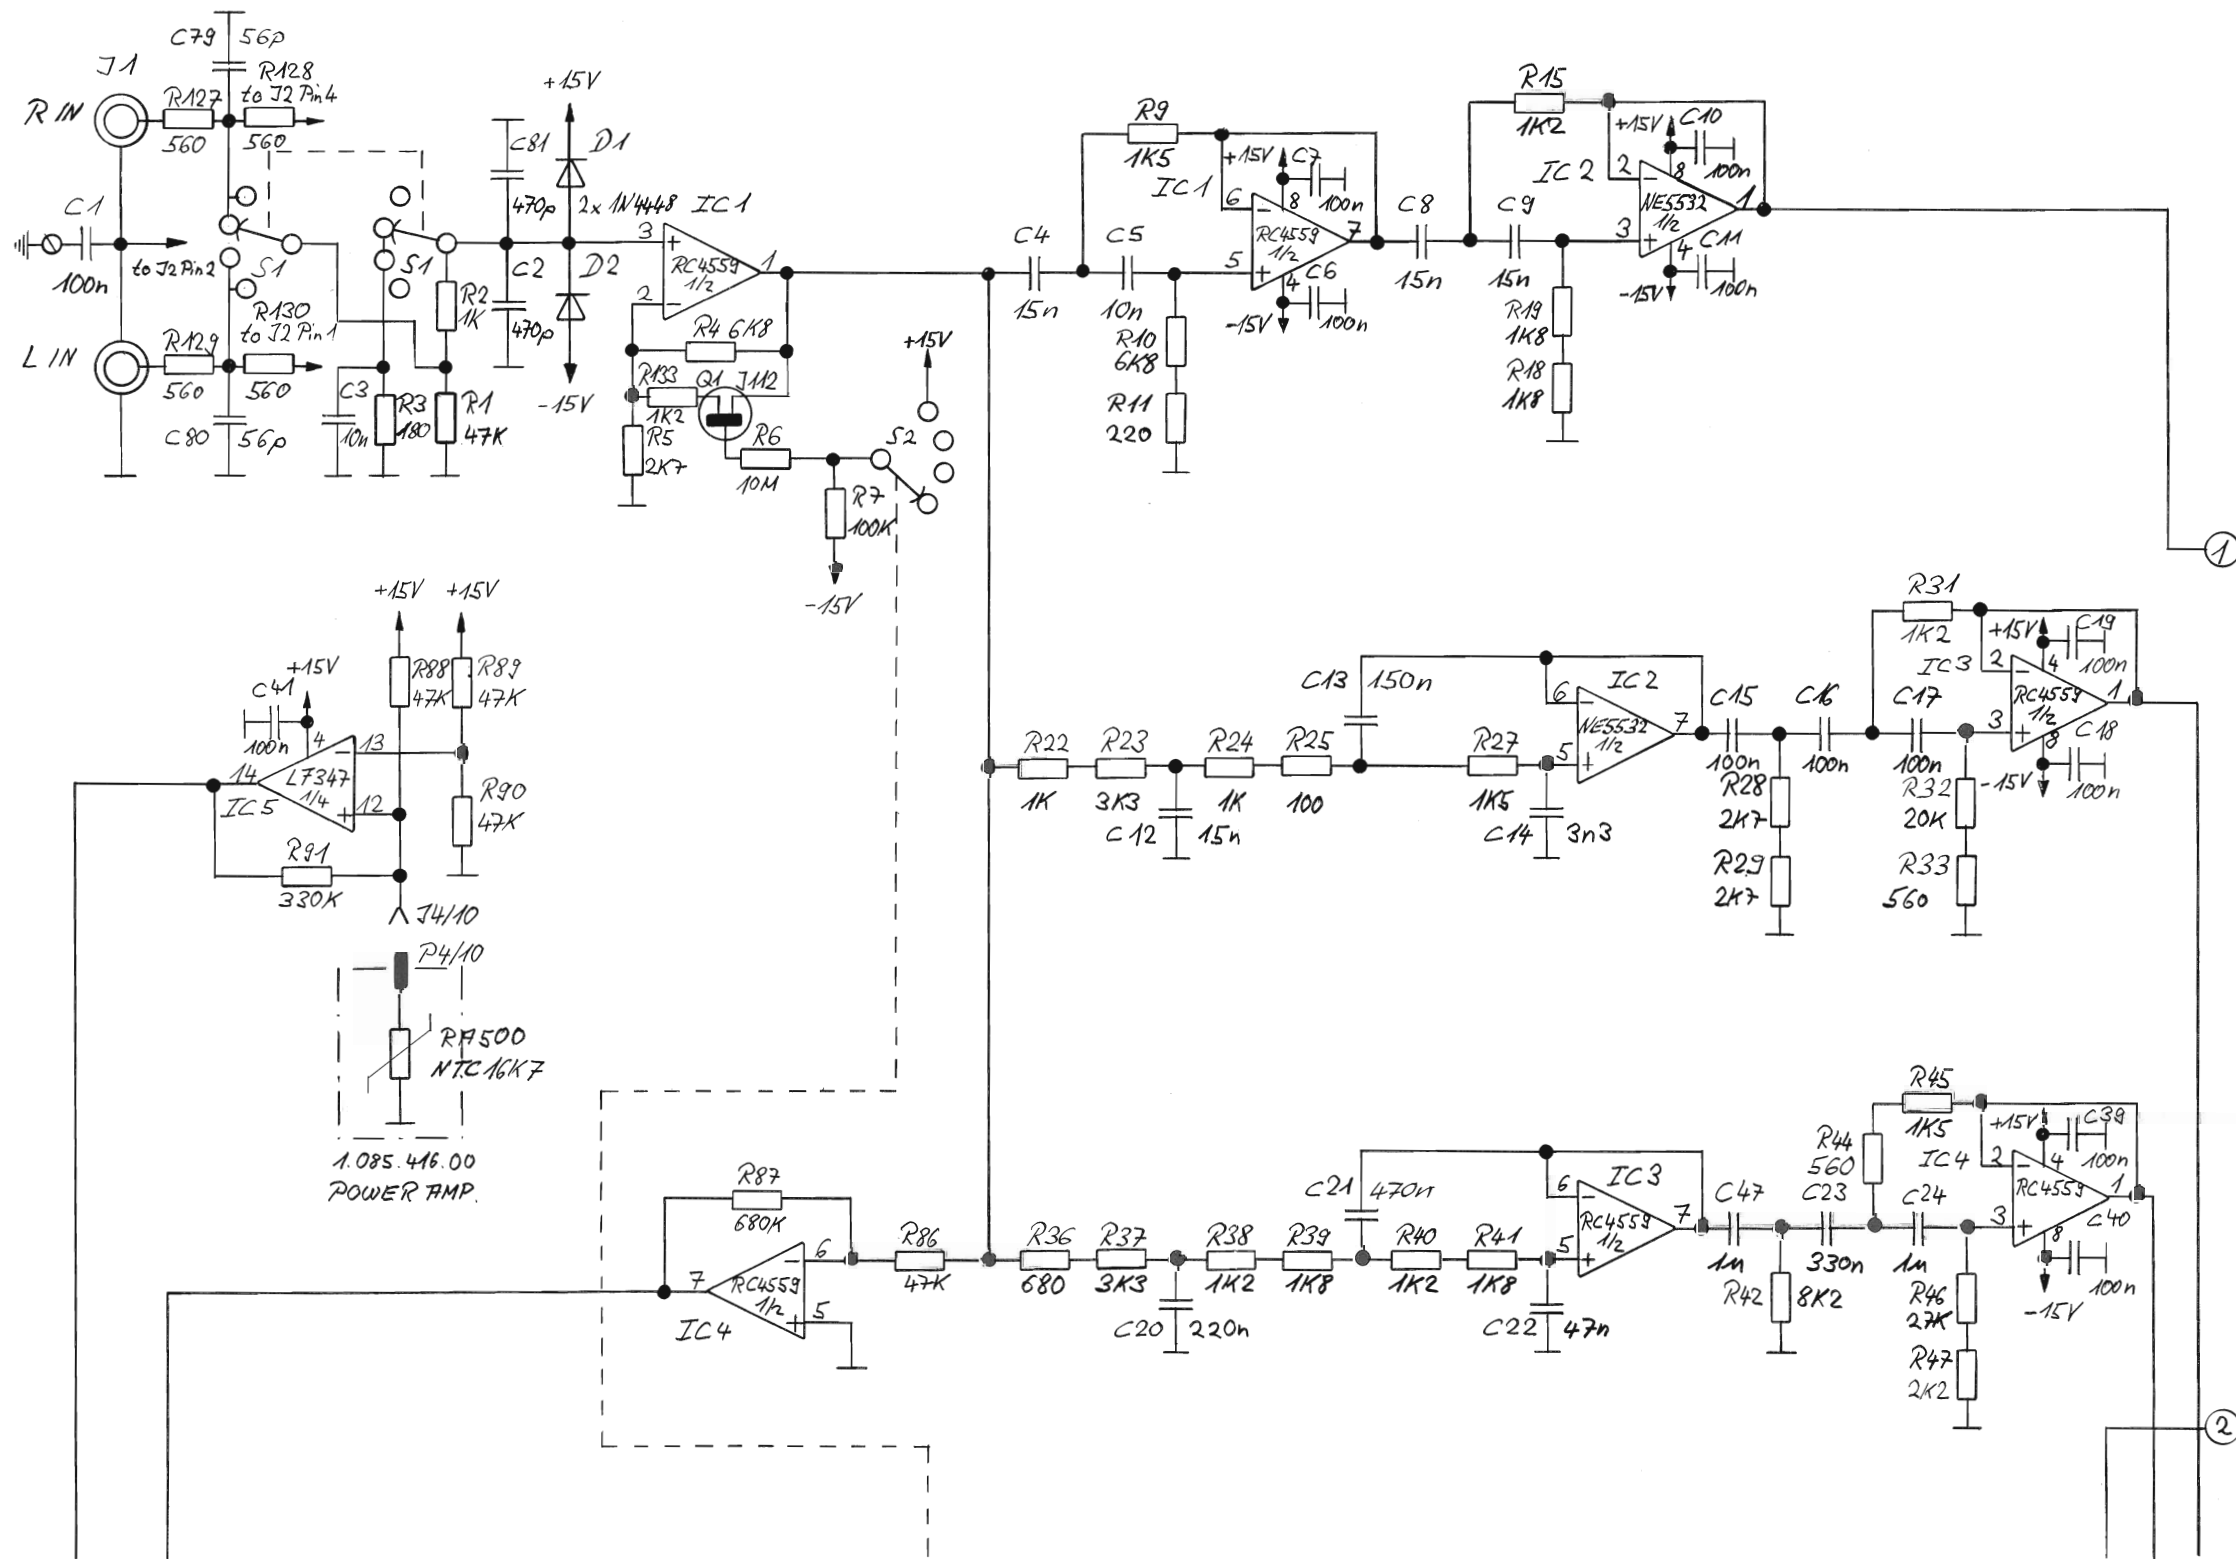 C79 56p
J1
R128
to J2 Pin4
R IN
R127
560
560
C1
100n
to J2 Pin2
S1
S1
R130
to J2 Pin1
L IN
R129
560
560
C80 56p
C3
10n
R3
180
R1
47K
R2
1K
+15V
C81
470p
D1
2x 1N4448
C2
470p
D2
-15V
IC1
3
+
RC4559
1/2
1
2
-
R4 6K8
R133
1K2
Q1
J112
R5
2K7
R6
10M
S2
+15V
R7
100K
-15V
R9
1K5
+15V
C7
100n
IC1
6
-
8
RC4559
1/2
7
5
+
4
C6
100n
-15V
C4
15n
C5
10n
R10
6K8
R11
220
C8
15n
R15
1K2
+15V
C10
100n
IC2
2
-
8
NE5532
1/2
1
3
+
4
C11
100n
-15V
C9
15n
R19
1K8
R18
1K8
1
+15V
+15V
R88
47K
R89
47K
+15V
C41
100n
4
-
13
14
LF347
1/4
+
12
IC5
R90
47K
R91
330K
J4/10
P4/10
RA500
NTC 16K7
1.085.416.00
POWER AMP.
R22
1K
R23
3K3
C12
15n
R24
1K
R25
100
C13
150n
R27
1K5
C14
3n3
IC2
6
-
NE5532
1/2
7
5
+
C15
100n
C16
100n
C17
100n
R28
2K7
R29
2K7
R31
1K2
+15V
C19
100n
IC3
2
-
4
RC4559
1/2
1
3
+
8
C18
100n
-15V
R32
20K
R33
560
R87
680K
R86
47K
6
-
7
RC4559
1/2
5
+
IC4
R36
680
R37
3K3
C20
220n
R38
1K2
R39
1K8
C21
470n
R40
1K2
R41
1K8
C22
47n
IC3
6
-
RC4559
1/2
7
5
+
C47
1µ
R42
8K2
C23
330n
C24
1µ
R44
560
R45
1K5
+15V
C39
100n
IC4
2
-
4
RC4559
1/2
1
3
+
8
C40
100n
-15V
R46
27K
R47
2K2
2